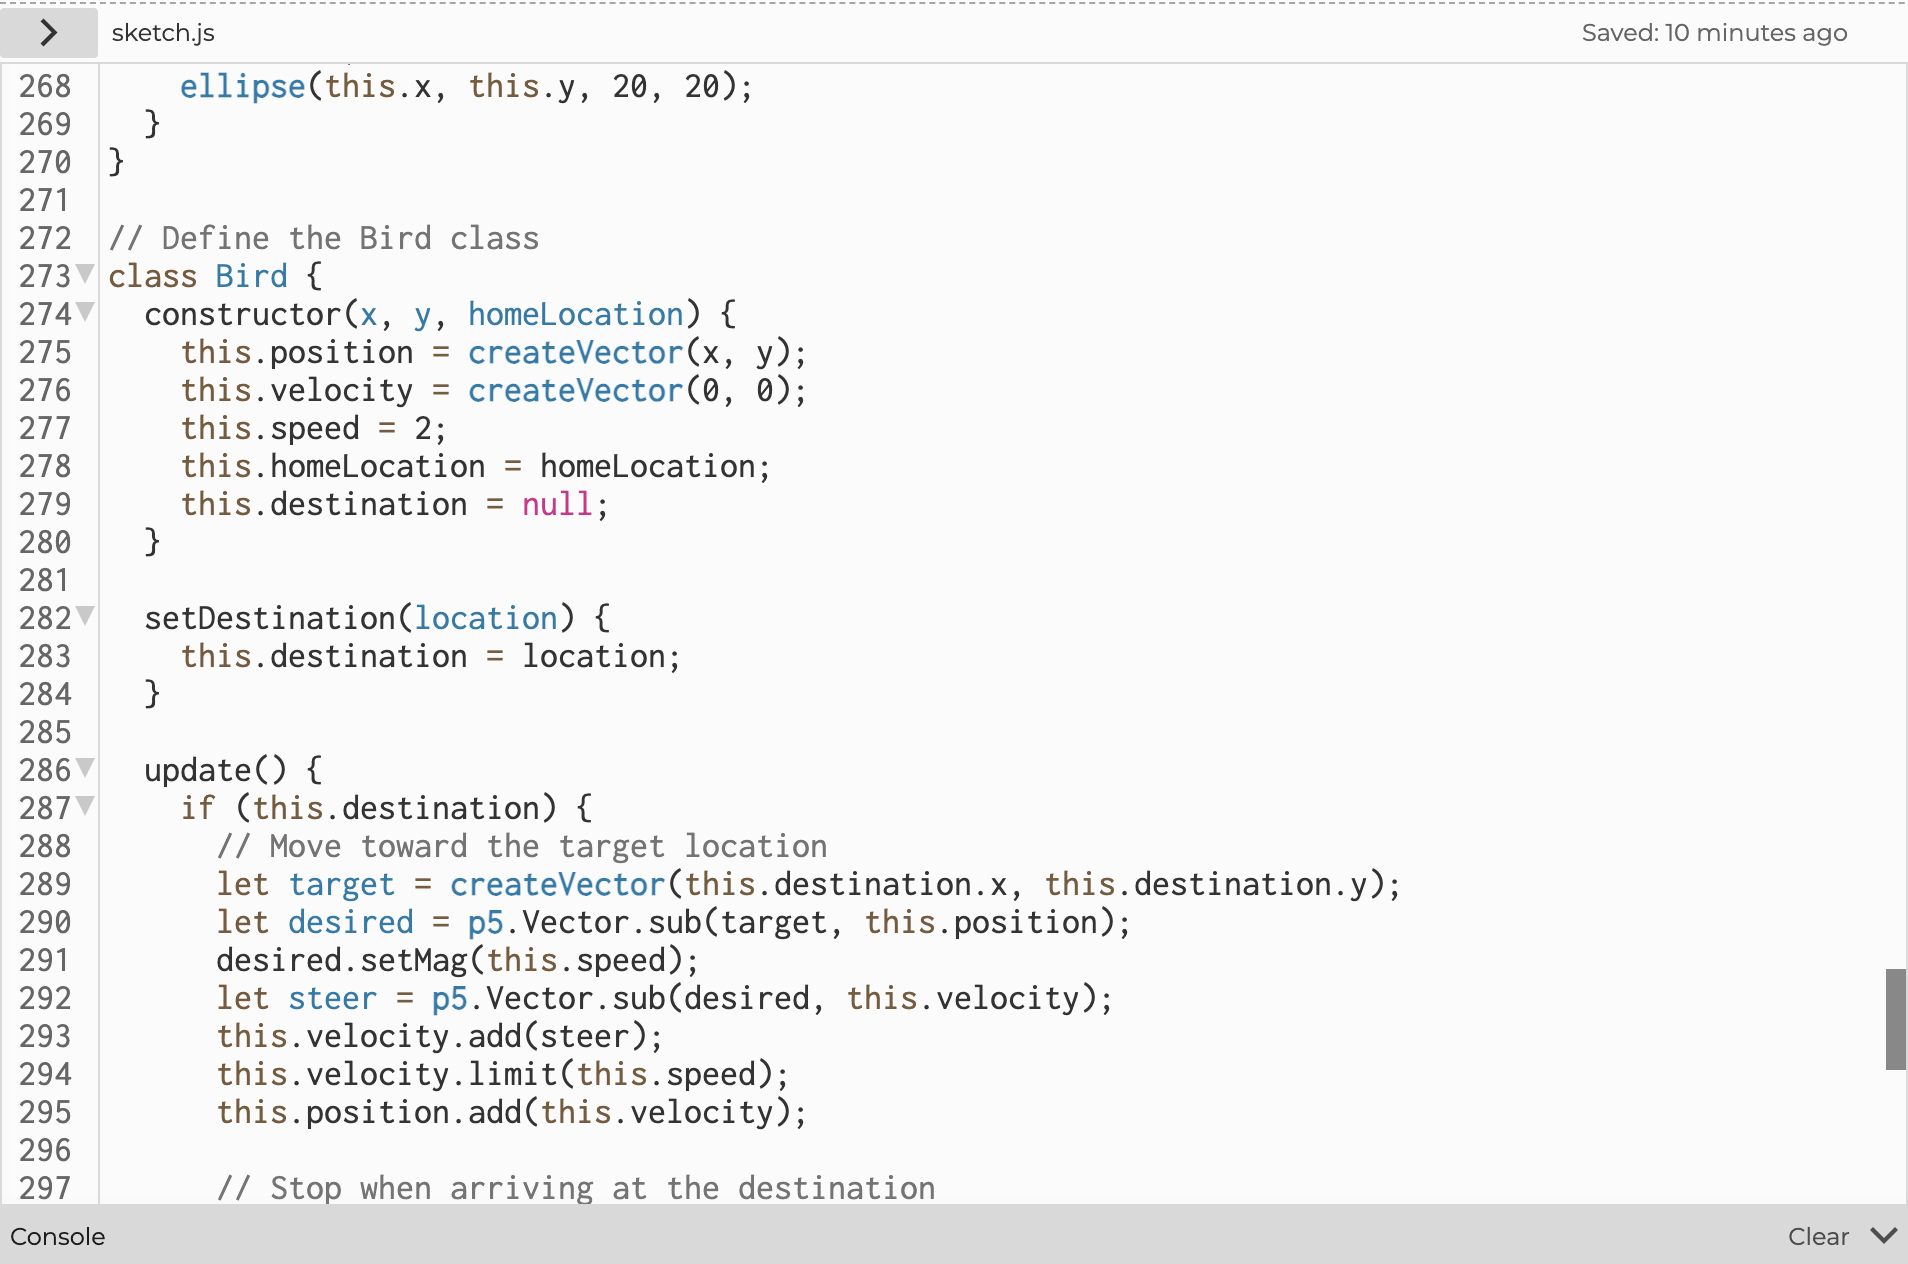 sketch.js
Saved: 10 minutes ago
268 ellipse(this.x, this.y, 20, 20);
269 }
270 }
271
272 // Define the Bird class
273 class Bird {
274 constructor(x, y, homeLocation) {
275 this.position = createVector(x, y);
276 this.velocity = createVector(0, 0);
277 this.speed = 2;
278 this.homeLocation = homeLocation;
279 this.destination = null;
280 }
281
282 setDestination(location) {
283 this.destination = location;
284 }
285
286 update() {
287 if (this.destination) {
288 // Move toward the target location
289 let target = createVector(this.destination.x, this.destination.y);
290 let desired = p5.Vector.sub(target, this.position);
291 desired.setMag(this.speed);
292 let steer = p5.Vector.sub(desired, this.velocity);
293 this.velocity.add(steer);
294 this.velocity.limit(this.speed);
295 this.position.add(this.velocity);
296
297 // Stop when arriving at the destination
Console
Clear